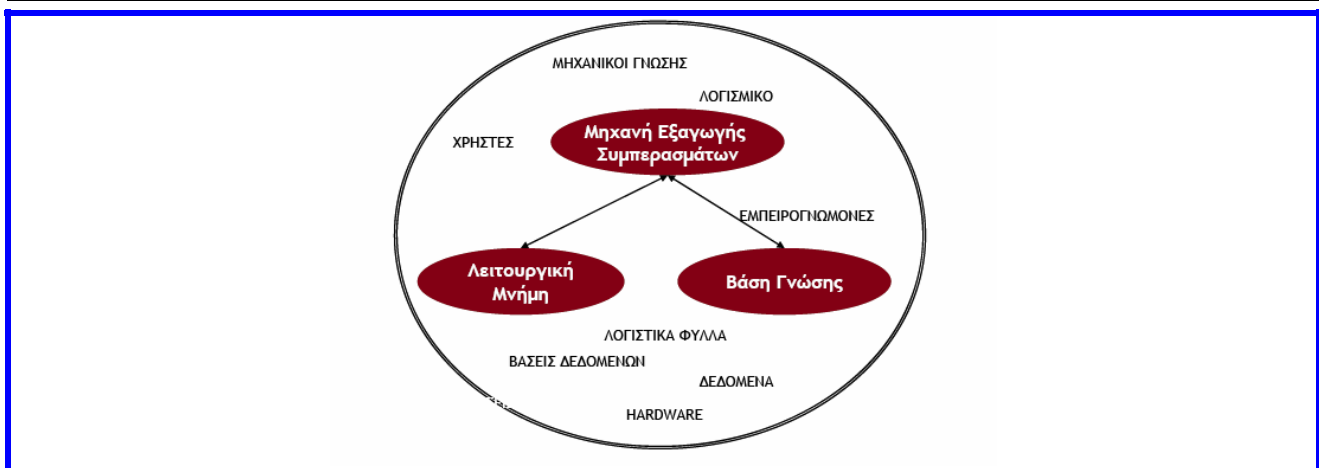 ΜΗΧΑΝΙΚΟΙ ΓΝΩΣΗΣ
ΛΟΓΙΣΜΙΚΟ
ΧΡΗΣΤΕΣ
Μηχανή Εξαγωγής
Συμπερασμάτων
ΕΜΠΕΙΡΟΓΝΩΜΟΝΕΣ
Λειτουργική
Μνήμη
Βάση Γνώσης
ΛΟΓΙΣΤΙΚΑ ΦΥΛΛΑ
ΒΑΣΕΙΣ ΔΕΔΟΜΕΝΩΝ
ΔΕΔΟΜΕΝΑ
HARDWARE